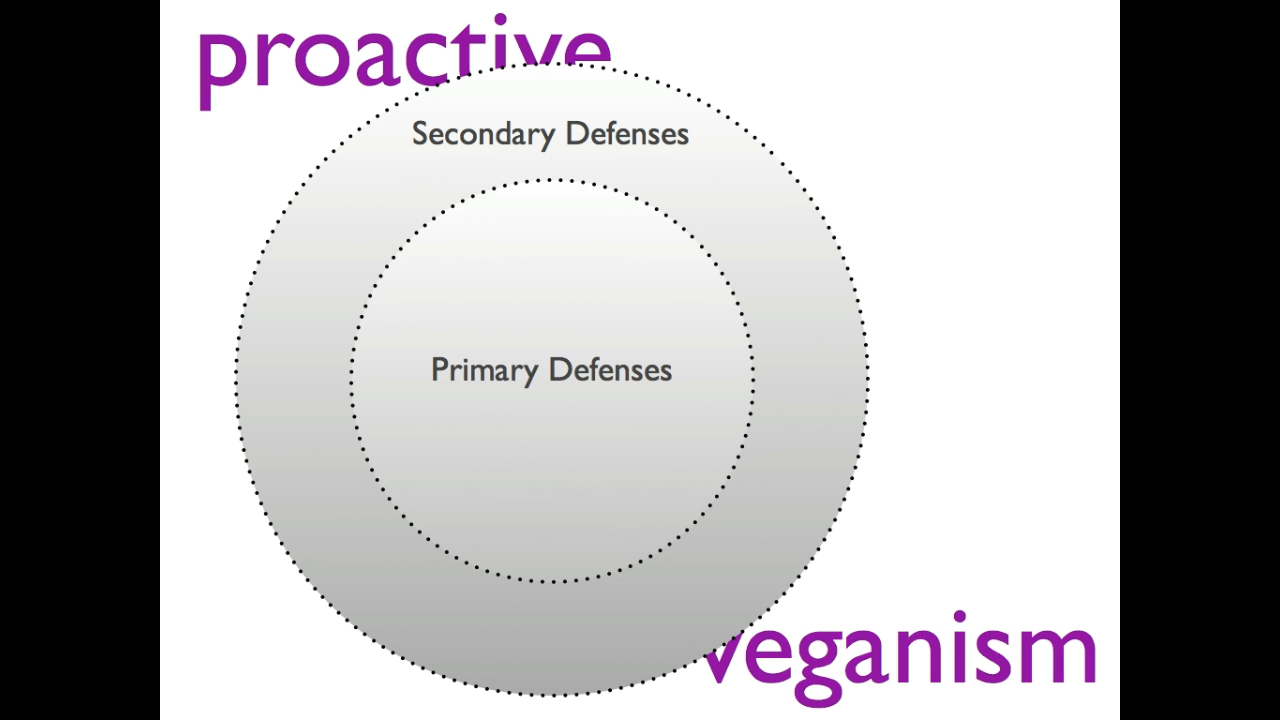 proactive
Secondary Defenses
Primary Defenses
veganism